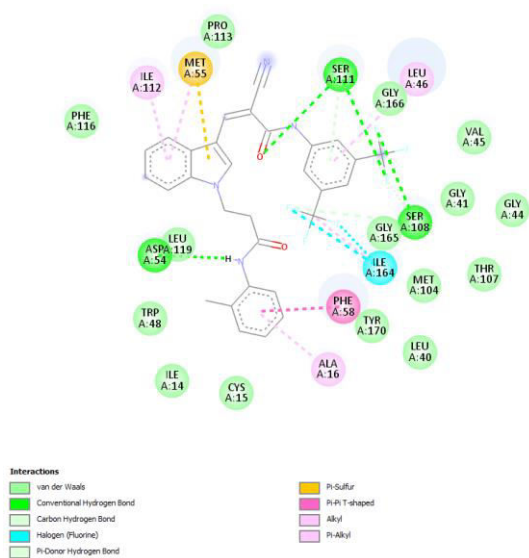 PRO
A:113
MET
A:55
SER
A:111
ILE
A:112
LEU
A:46
GLY
A:166
PHE
A:116
VAL
A:45
N
O
GLY
A:41
GLY
A:44
SER
A:108
N
GLY
A:165
LEU
A:119
ASP
A:54
ILE
A:164
O
H
N
MET
A:104
THR
A:107
PHE
A:58
TRP
A:48
TYR
A:170
LEU
A:40
ALA
A:16
ILE
A:14
CYS
A:15
Interactions
van der Waals
Conventional Hydrogen Bond
Carbon Hydrogen Bond
Halogen (Fluorine)
Pi-Donor Hydrogen Bond
Pi-Sulfur
Pi-Pi T-shaped
Alkyl
Pi-Alkyl